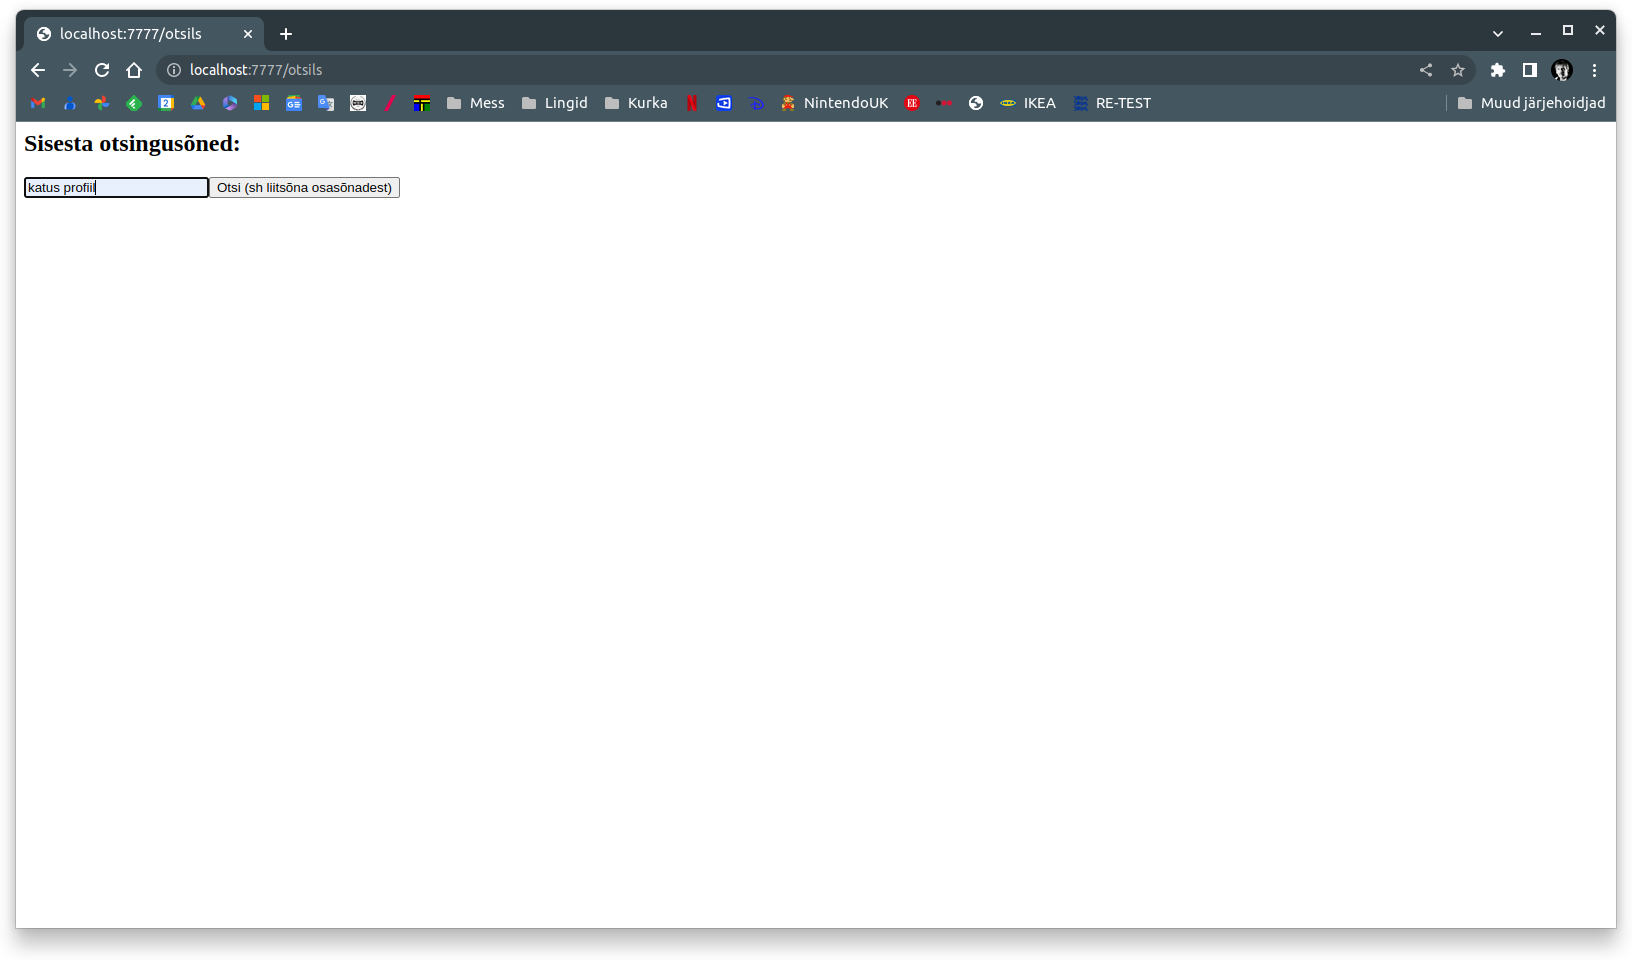 localhost:7777/otsils
localhost:7777/otsils
Mess Lingid Kurka NintendoUK EE IKEA RE-TEST Muud järjehoidjad
Sisesta otsingusõned:
katus profiil Otsi (sh liitsõna osasõnadest)